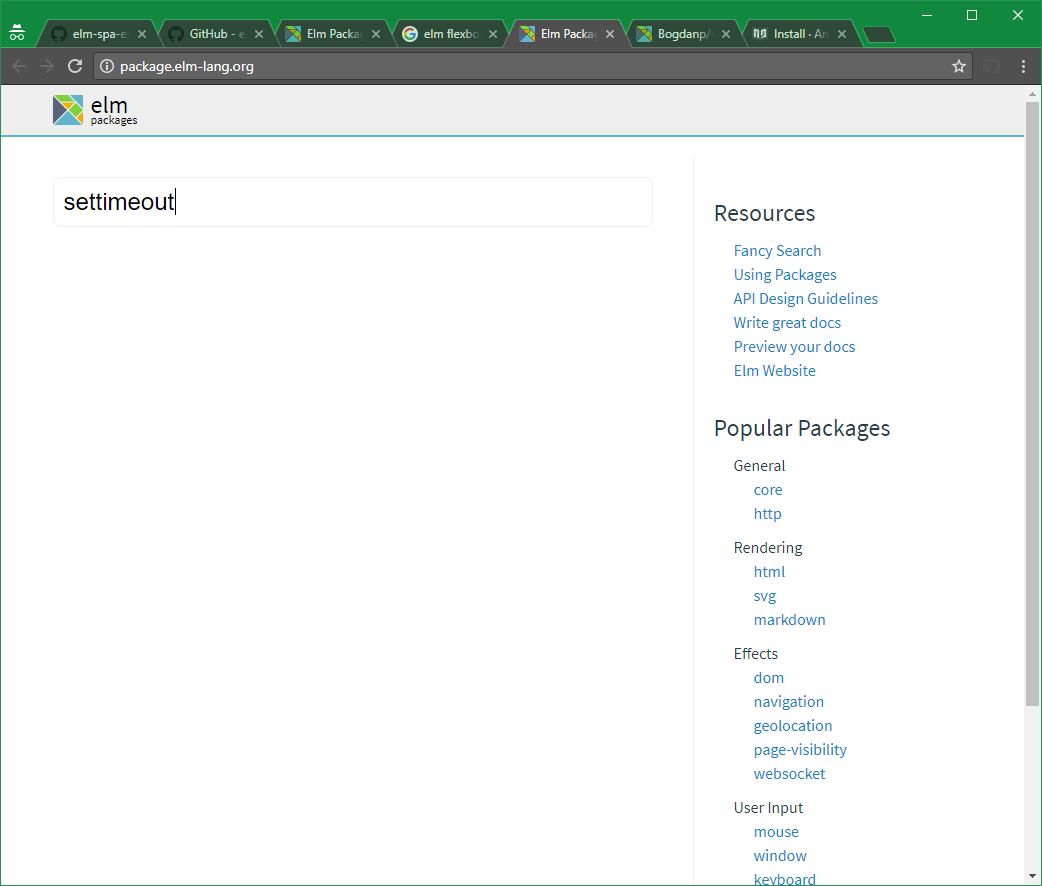 elm-spa-e
GitHub - e
Elm Packa
elm flexbo
Elm Packa
Bogdanp/
Install · An
package.elm-lang.org
elm
packages
settimeout
Resources
Fancy Search
Using Packages
API Design Guidelines
Write great docs
Preview your docs
Elm Website
Popular Packages
General
core
http
Rendering
html
svg
markdown
Effects
dom
navigation
geolocation
page-visibility
websocket
User Input
mouse
window
keyboard